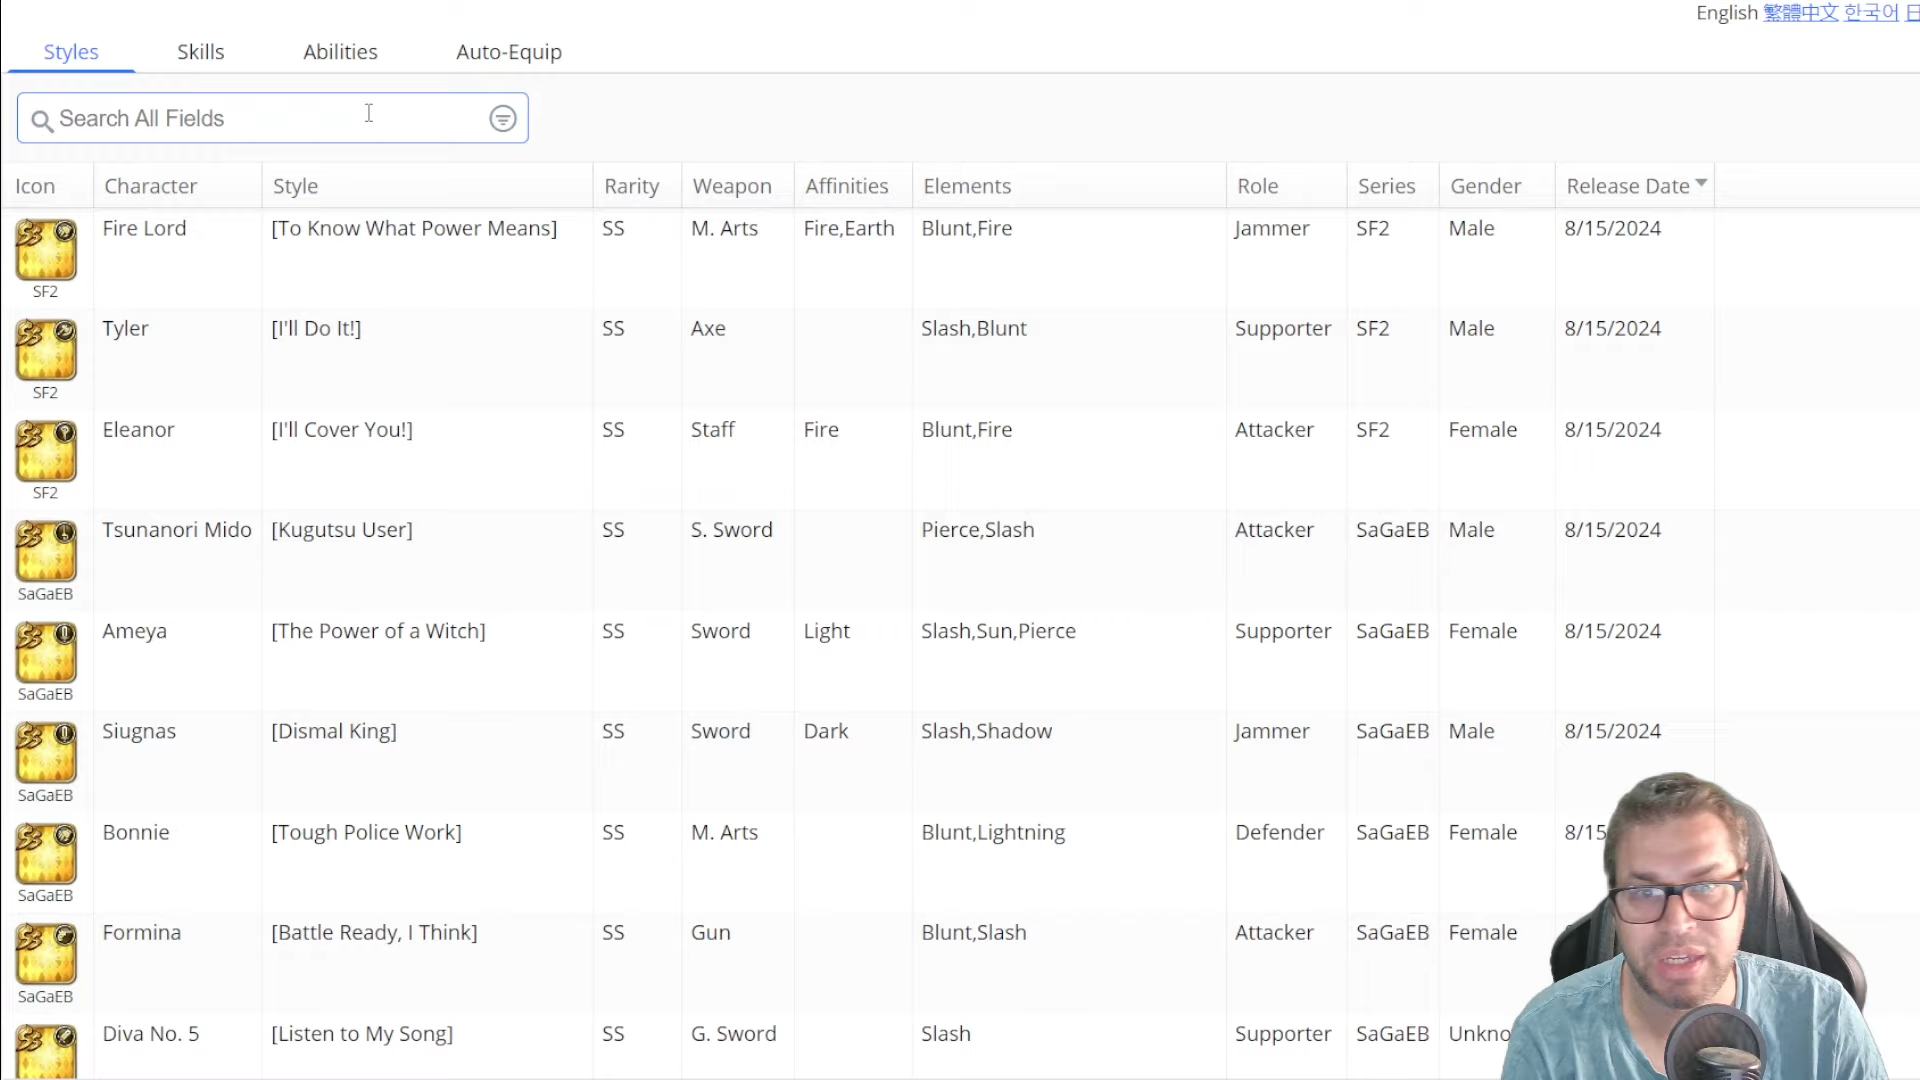 English 繁體中文 한국어
Styles Skills Abilities Auto-Equip
Search All Fields
Icon Character Style Rarity Weapon Affinities Elements Role Series Gender Release Date
Fire Lord [To Know What Power Means] SS M. Arts Fire,Earth Blunt,Fire Jammer SF2 Male 8/15/2024
SF2
Tyler [I'll Do It!] SS Axe Slash,Blunt Supporter SF2 Male 8/15/2024
SF2
Eleanor [I'll Cover You!] SS Staff Fire Blunt,Fire Attacker SF2 Female 8/15/2024
SF2
Tsunanori Mido [Kugutsu User] SS S. Sword Pierce,Slash Attacker SaGaEB Male 8/15/2024
SaGaEB
Ameya [The Power of a Witch] SS Sword Light Slash,Sun,Pierce Supporter SaGaEB Female 8/15/2024
SaGaEB
Siugnas [Dismal King] SS Sword Dark Slash,Shadow Jammer SaGaEB Male 8/15/2024
SaGaEB
Bonnie [Tough Police Work] SS M. Arts Blunt,Lightning Defender SaGaEB Female 8/15
SaGaEB
Formina [Battle Ready, I Think] SS Gun Blunt,Slash Attacker SaGaEB Female
SaGaEB
Diva No. 5 [Listen to My Song] SS G. Sword Slash Supporter SaGaEB Unkno